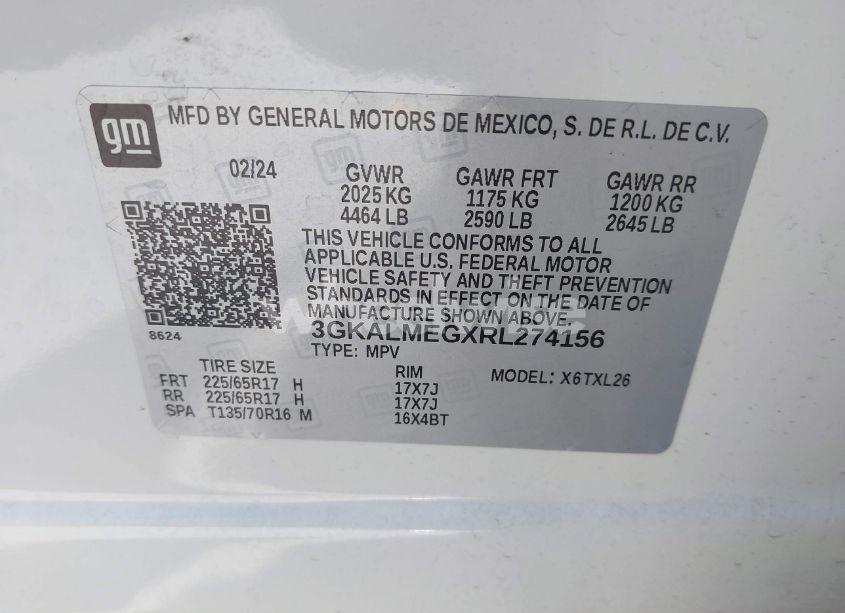 gm
MFD BY GENERAL MOTORS DE MEXICO, S. DE R.L. DE C.V.
02/24 GVWR GAWR FRT GAWR RR
2025 KG 1175 KG 1200 KG
4464 LB 2590 LB 2645 LB
THIS VEHICLE CONFORMS TO ALL
APPLICABLE U.S. FEDERAL MOTOR
VEHICLE SAFETY AND THEFT PREVENTION
STANDARDS IN EFFECT ON THE DATE OF
MANUFACTURE SHOWN ABOVE.
8624 3GKALMEGXRL274156
TYPE: MPV
TIRE SIZE RIM MODEL: X6TXL26
FRT 225/65R17 H 17X7J
RR 225/65R17 H 17X7J
SPA T135/70R16 M 16X4BT